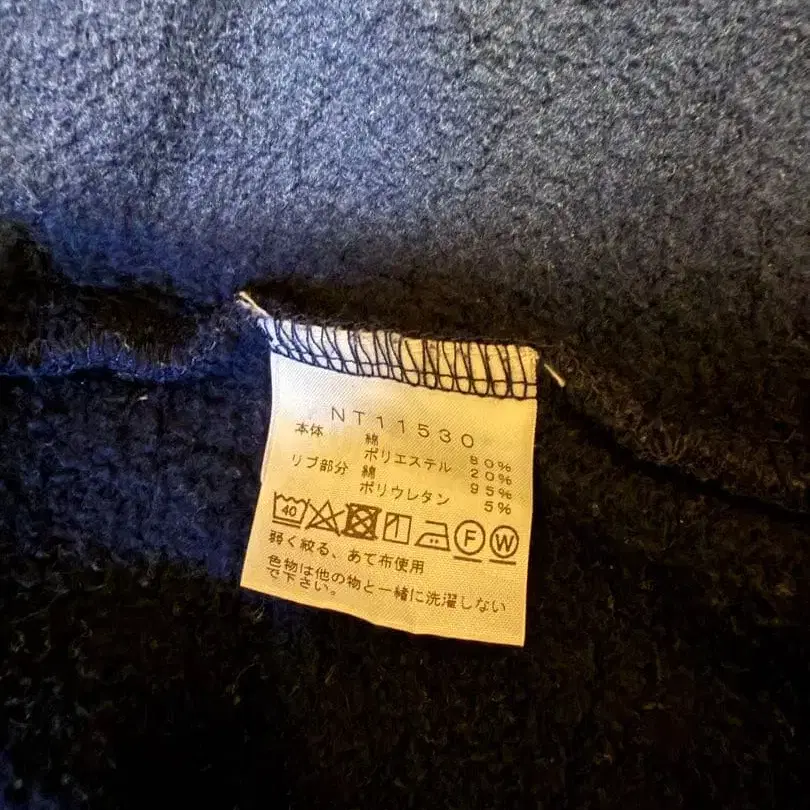 NT11530
本体 綿 80%
ポリエステル 20%
リブ部分 綿 95%
ポリウレタン 5%
40 F W
弱く絞る、あて布使用
色物は他の物と一緒に洗濯しない
で下さい。